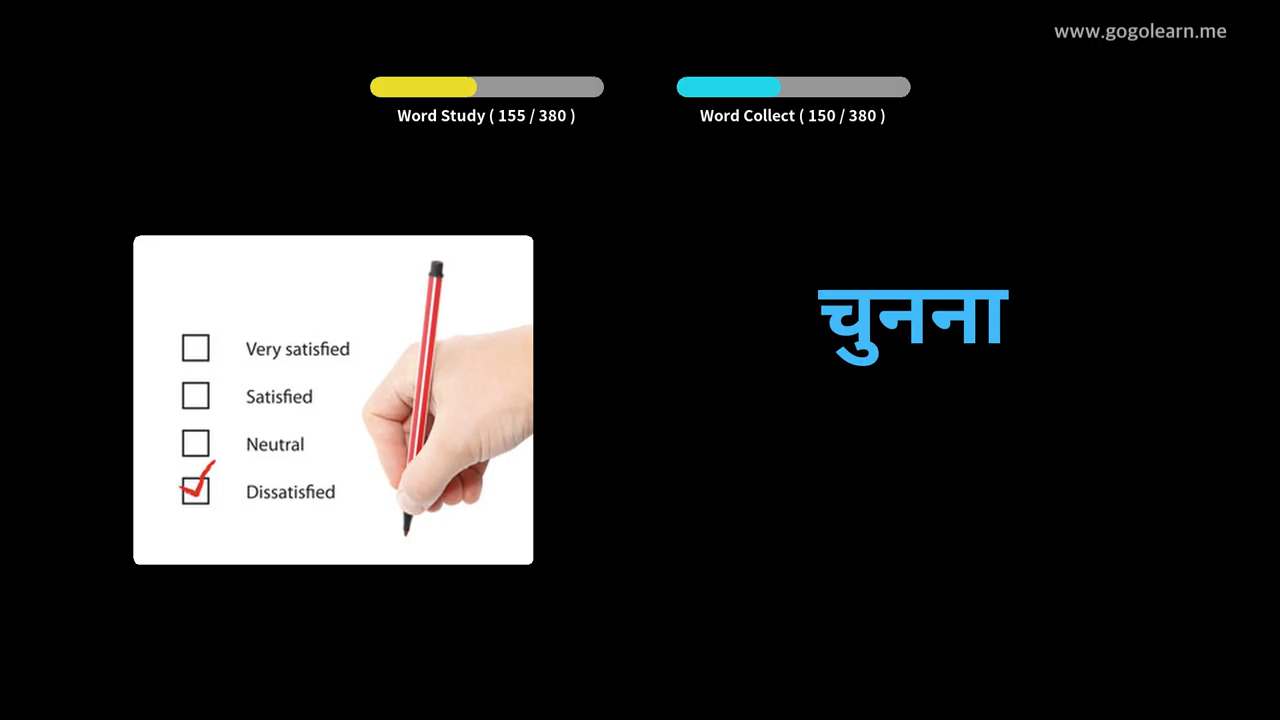 www.gogolearn.me
Word Study ( 155 / 380 )
Word Collect ( 150 / 380 )
Very satisfied
Satisfied
Neutral
Dissatisfied
चुनना